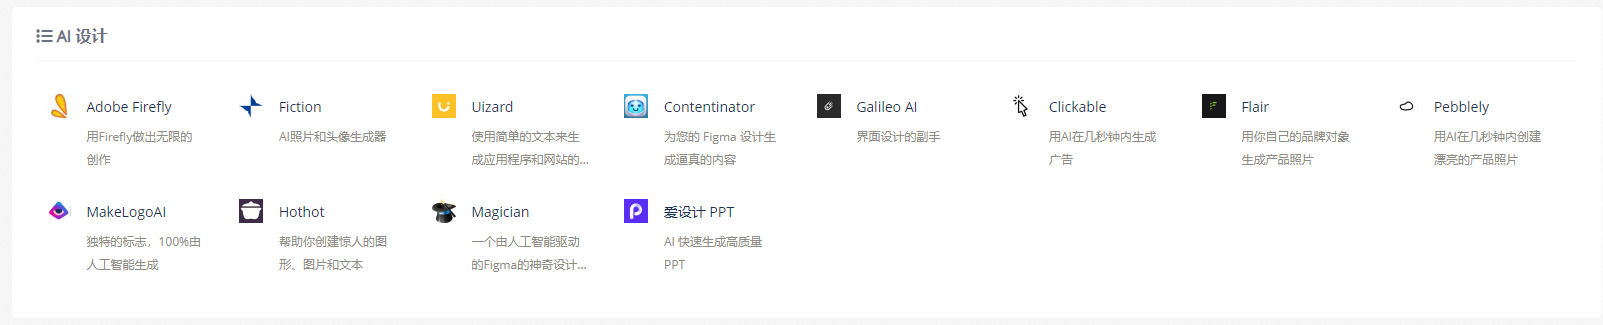 AI 设计
Adobe Firefly
用Firefly做出无限的
创作
Fiction
AI照片和头像生成器
Uizard
使用简单的文本来生
成应用程序和网站的...
Contentinator
为您的 Figma 设计生
成逼真的内容
Galileo AI
界面设计的副手
Clickable
用AI在几秒钟内生成
广告
Flair
用你自己的品牌对象
生成产品照片
Pebblely
用AI在几秒钟内创建
漂亮的产品照片
MakeLogoAI
独特的标志，100%由
人工智能生成
Hothot
帮助你创建惊人的图
形、图片和文本
Magician
一个由人工智能驱动
的Figma的神奇设计...
爱设计 PPT
AI 快速生成高质量
PPT